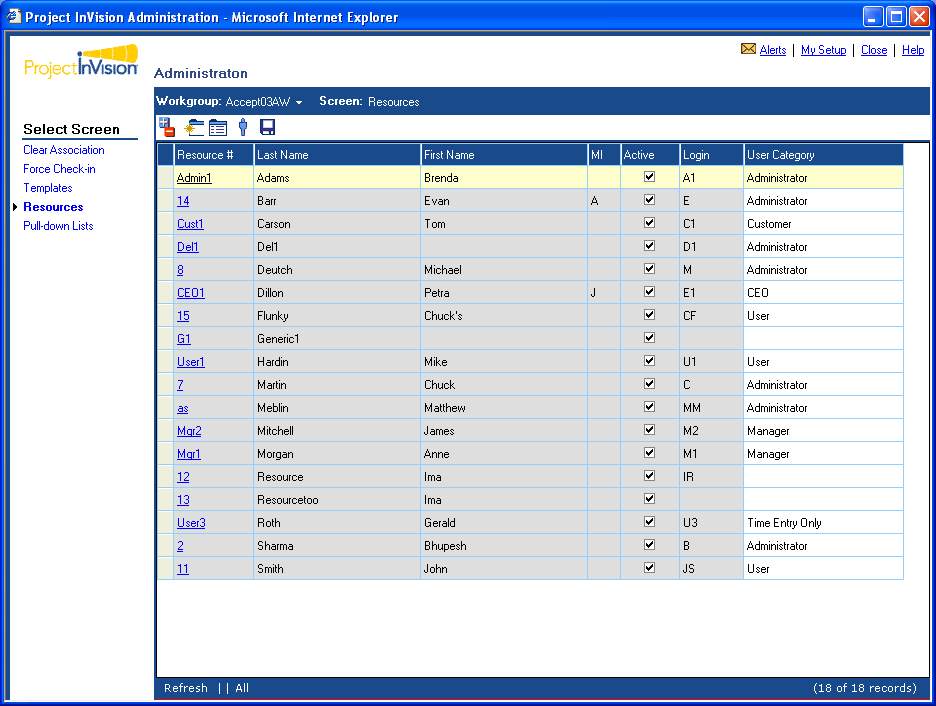 Project InVision Administration - Microsoft Internet Explorer
Alerts | My Setup | Close | Help
ProjectInVision
Administraton
Workgroup: Accept03AW Screen: Resources
Select Screen
Clear Association
Force Check-in
Templates
Resources
Pull-down Lists
Resource # Last Name First Name MI Active Login User Category
Admin1 Adams Brenda A1 Administrator
14 Barr Evan A E Administrator
Cust1 Carson Tom C1 Customer
Del1 Del1 D1 Administrator
8 Deutch Michael M Administrator
CEO1 Dillon Petra J E1 CEO
15 Flunky Chuck's CF User
G1 Generic1
User1 Hardin Mike U1 User
7 Martin Chuck C Administrator
as Meblin Matthew MM Administrator
Mgr2 Mitchell James M2 Manager
Mgr1 Morgan Anne M1 Manager
12 Resource Ima IR
13 Resourcetoo Ima
User3 Roth Gerald U3 Time Entry Only
2 Sharma Bhupesh B Administrator
11 Smith John JS User
Refresh | | All (18 of 18 records)